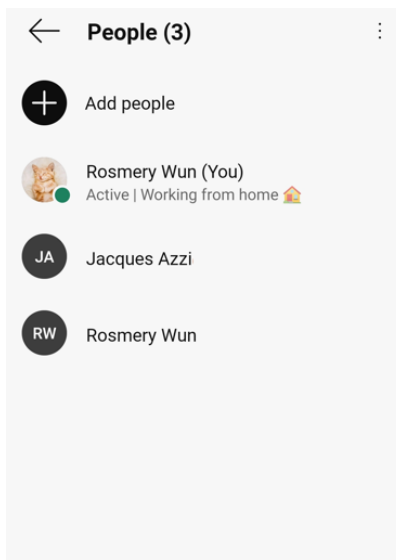 People (3)
Add people
Rosmery Wun (You)
Active | Working from home 🏠
JA
Jacques Azzi
RW
Rosmery Wun